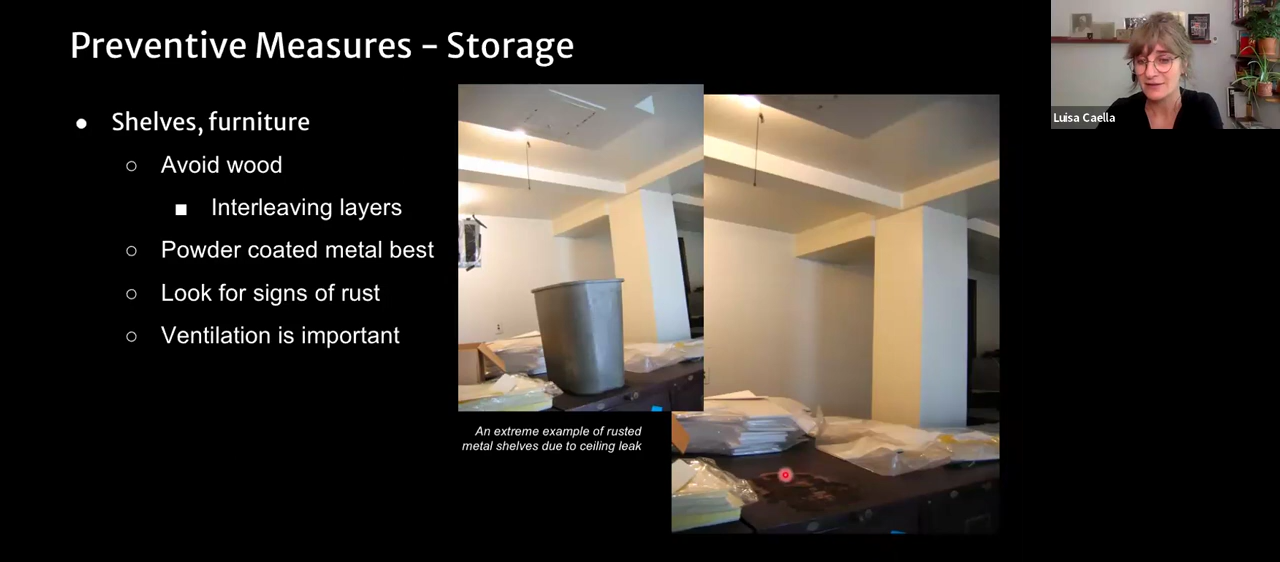 Preventive Measures - Storage
● Shelves, furniture
○ Avoid wood
■ Interleaving layers
○ Powder coated metal best
○ Look for signs of rust
○ Ventilation is important
An extreme example of rusted
metal shelves due to ceiling leak
Luisa Caella